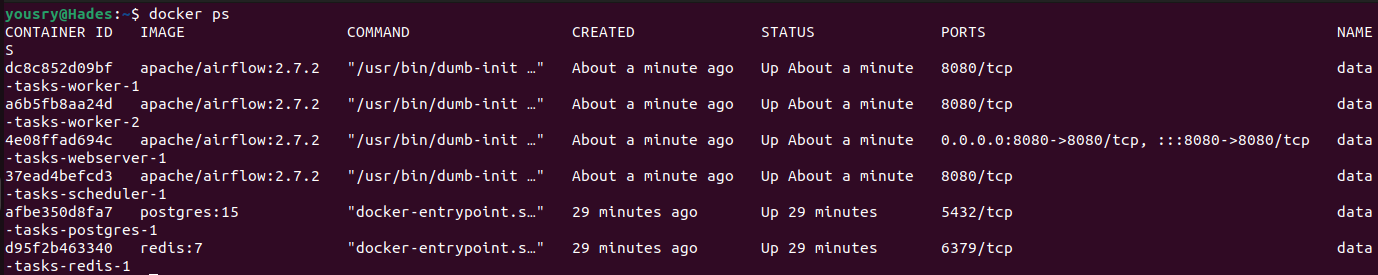 yousry@Hades:~$ docker ps
CONTAINER ID   IMAGE                  COMMAND                  CREATED              STATUS              PORTS                                       NAME
S
dc8c852d09bf   apache/airflow:2.7.2   "/usr/bin/dumb-init …"   About a minute ago   Up About a minute   8080/tcp                                    data
-tasks-worker-1
a6b5fb8aa24d   apache/airflow:2.7.2   "/usr/bin/dumb-init …"   About a minute ago   Up About a minute   8080/tcp                                    data
-tasks-worker-2
4e08ffad694c   apache/airflow:2.7.2   "/usr/bin/dumb-init …"   About a minute ago   Up About a minute   0.0.0.0:8080->8080/tcp, :::8080->8080/tcp   data
-tasks-webserver-1
37ead4befcd3   apache/airflow:2.7.2   "/usr/bin/dumb-init …"   About a minute ago   Up About a minute   8080/tcp                                    data
-tasks-scheduler-1
afbe350d8fa7   postgres:15            "docker-entrypoint.s…"   29 minutes ago       Up 29 minutes       5432/tcp                                    data
-tasks-postgres-1
d95f2b463340   redis:7                "docker-entrypoint.s…"   29 minutes ago       Up 29 minutes       6379/tcp                                    data
-tasks-redis-1